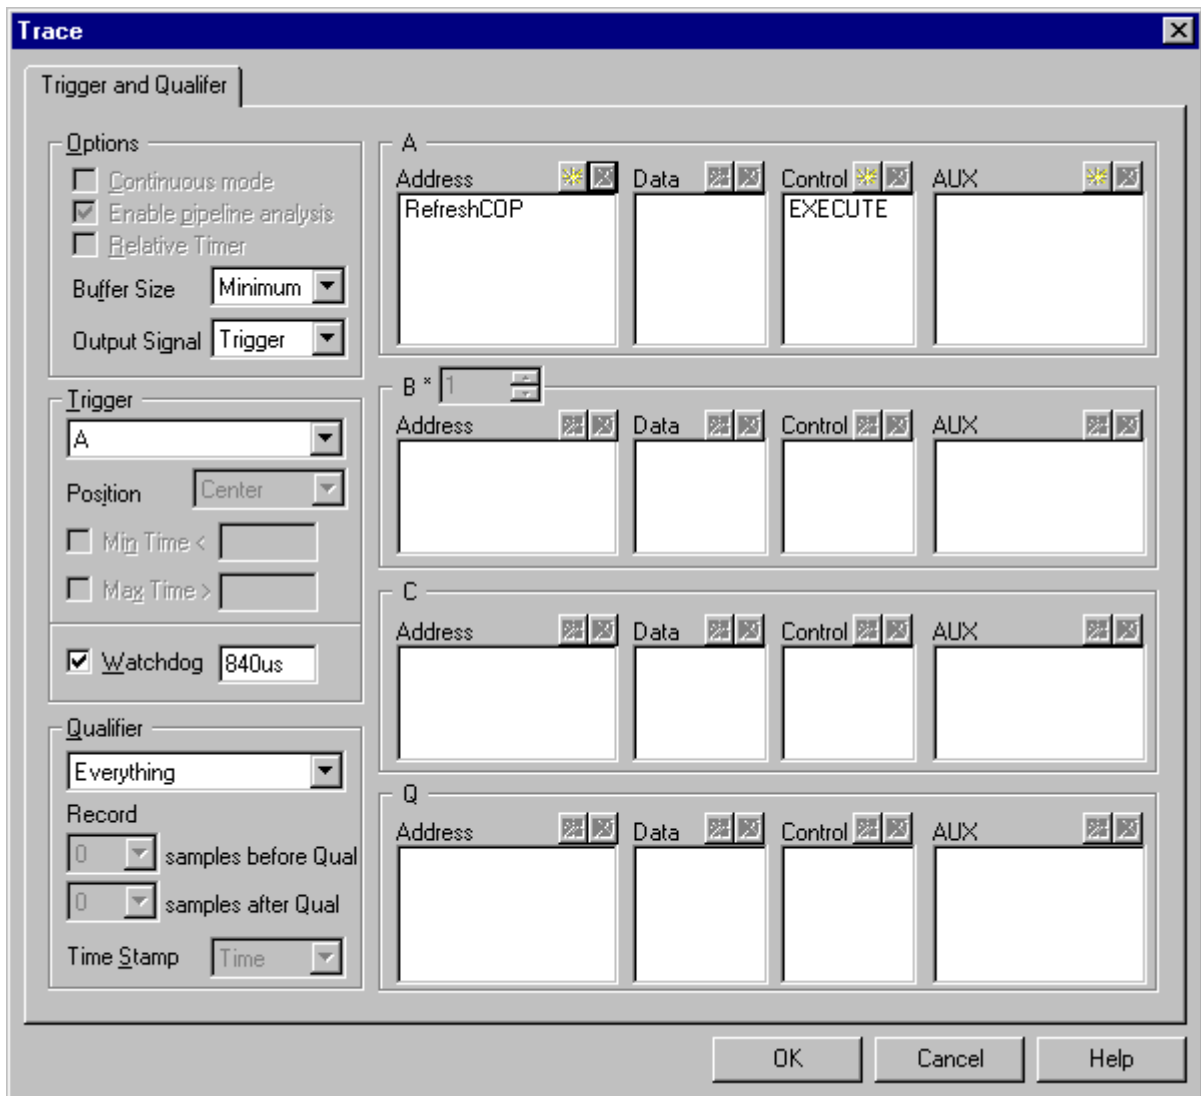 Trace
Trigger and Qualifer
Options
Continuous mode
Enable pipeline analysis
Relative Timer
Buffer Size Minimum
Output Signal Trigger
Trigger
A
Position Center
Min Time <
Max Time >
Watchdog 840us
Qualifier
Everything
Record
0 samples before Qual
0 samples after Qual
Time Stamp Time
A
Address Data Control AUX
RefreshCOP EXECUTE
B * 1
Address Data Control AUX
C
Address Data Control AUX
Q
Address Data Control AUX
OK Cancel Help